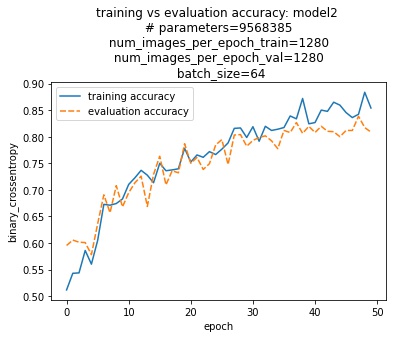 training vs evaluation accuracy: model2
# parameters=9568385
num_images_per_epoch_train=1280
num_images_per_epoch_val=1280
batch_size=64
training accuracy
evaluation accuracy
binary_crossentropy
0.90
0.85
0.80
0.75
0.70
0.65
0.60
0.55
0.50
0 10 20 30 40 50
epoch